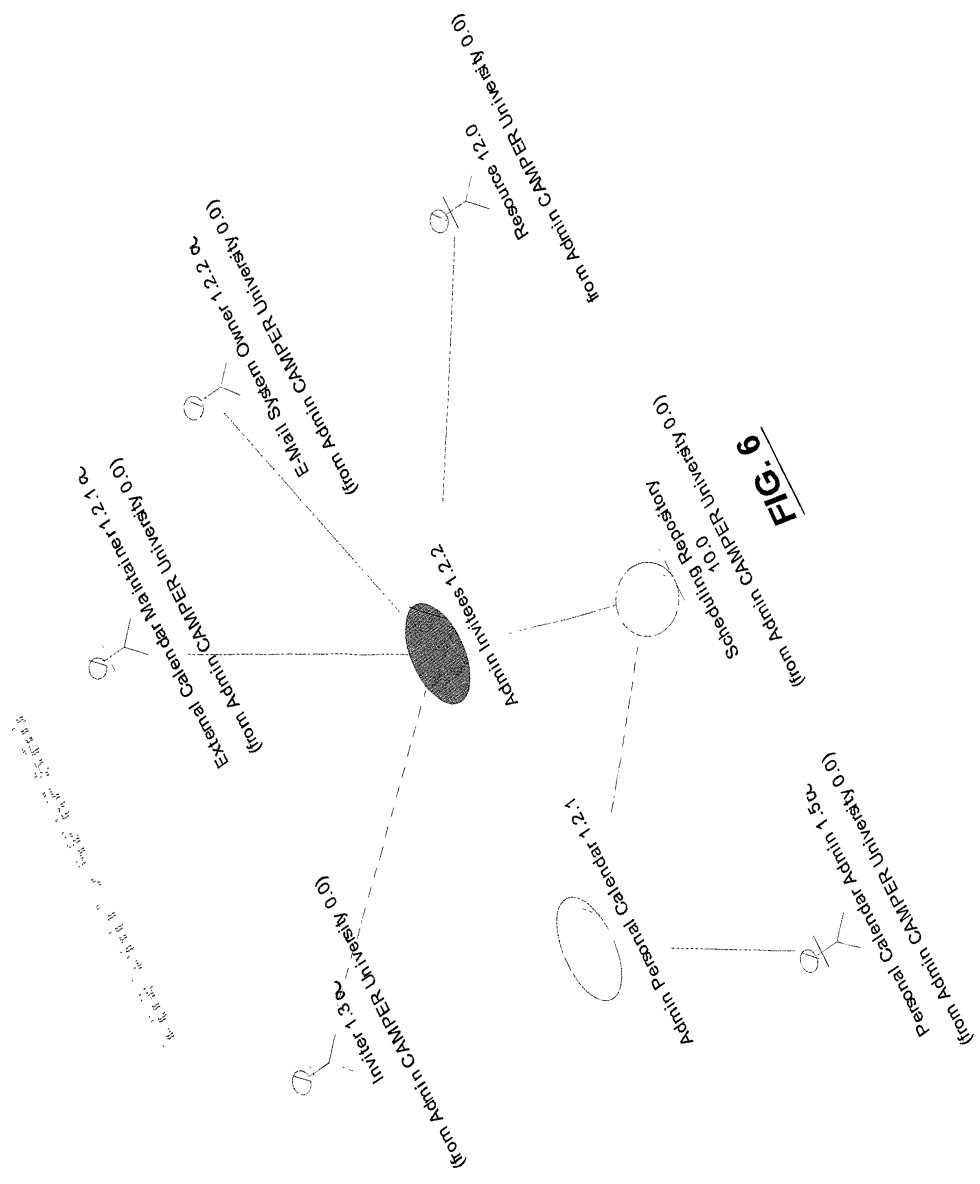 External Calendar Maintainer 1.2.1 α
(from Admin CAMPER University 0.0)
E-Mail System Owner 1.2.2 α
(from Admin CAMPER University 0.0)
Resource 12.0
from Admin CAMPER University 0.0)
Inviter 1.3 α
(from Admin CAMPER University 0.0)
Admin Invitees 1.2.2
Scheduling Repository
10.0
(from Admin CAMPER University 0.0)
Admin Personal Calendar 1.2.1
Personal Calendar Admin 1.5α
(from Admin CAMPER University 0.0)
FIG. 6